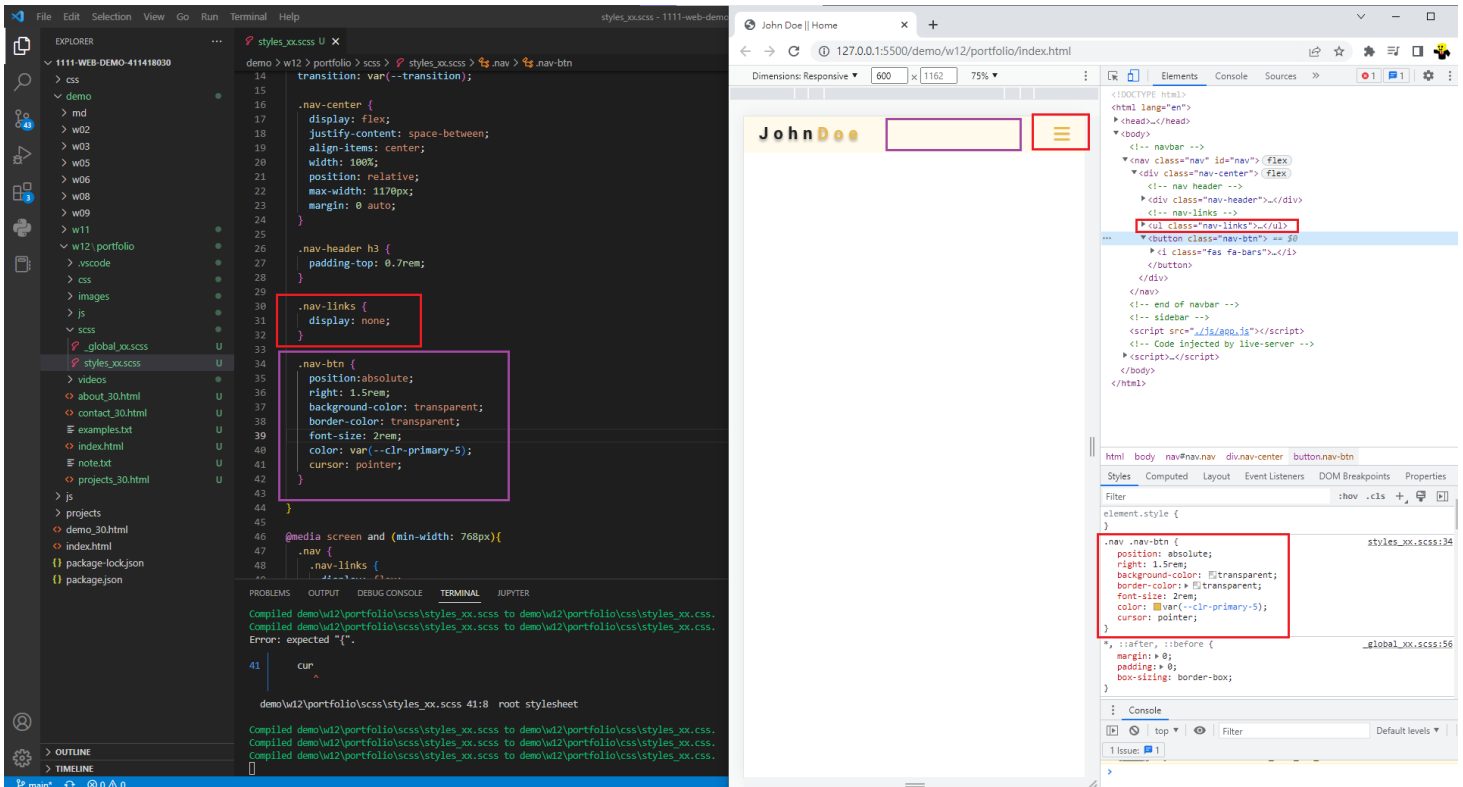 File Edit Selection View Go Run Terminal Help
styles_xx.scss - 1111-web-demo
EXPLORER
1111-WEB-DEMO-411418030
css
demo
md
w02
w03
w05
w06
w08
w09
w11
w12\portfolio
.vscode
css
images
js
scss
_global_xx.scss U
styles_xx.scss U
videos
about_30.html U
contact_30.html U
examples.txt U
index.html U
note.txt U
projects_30.html U
js
projects
demo_30.html
index.html
package-lock.json
package.json
OUTLINE
TIMELINE
43
3
main*
0 0
styles_xx.scss U
demo > w12 > portfolio > scss > styles_xx.scss > .nav > .nav-btn
14 transition: var(--transition);
15
16 .nav-center {
17 display: flex;
18 justify-content: space-between;
19 align-items: center;
20 width: 100%;
21 position: relative;
22 max-width: 1170px;
23 margin: 0 auto;
24 }
25
26 .nav-header h3 {
27 padding-top: 0.7rem;
28 }
29
30 .nav-links {
31 display: none;
32 }
33
34 .nav-btn {
35 position:absolute;
36 right: 1.5rem;
37 background-color: transparent;
38 border-color: transparent;
39 font-size: 2rem;
40 color: var(--clr-primary-5);
41 cursor: pointer;
42 }
43
44 }
45
46 @media screen and (min-width: 768px){
47 .nav {
48 .nav-links {
PROBLEMS OUTPUT DEBUG CONSOLE TERMINAL JUPYTER
Compiled demo\w12\portfolio\scss\styles_xx.scss to demo\w12\portfolio\css\styles_xx.css.
Compiled demo\w12\portfolio\scss\styles_xx.scss to demo\w12\portfolio\css\styles_xx.css.
Error: expected "{".
41 cur
^
demo\w12\portfolio\scss\styles_xx.scss 41:8 root stylesheet
Compiled demo\w12\portfolio\scss\styles_xx.scss to demo\w12\portfolio\css\styles_xx.css.
Compiled demo\w12\portfolio\scss\styles_xx.scss to demo\w12\portfolio\css\styles_xx.css.
Compiled demo\w12\portfolio\scss\styles_xx.scss to demo\w12\portfolio\css\styles_xx.css.
John Doe || Home
127.0.0.1:5500/demo/w12/portfolio/index.html
Dimensions: Responsive 600 x 1162 75%
JohnDoe
Elements Console Sources » 1 1
<!DOCTYPE html>
<html lang="en">
<head>…</head>
<body>
<!-- navbar -->
<nav class="nav" id="nav"> flex
<div class="nav-center"> flex
<!-- nav header -->
<div class="nav-header">…</div>
<!-- nav-links -->
<ul class="nav-links">…</ul>
<button class="nav-btn"> == $0
<i class="fas fa-bars">…</i>
</button>
</div>
</nav>
<!-- end of navbar -->
<!-- sidebar -->
<script src="./js/app.js"></script>
<!-- Code injected by live-server -->
<script>…</script>
</body>
</html>
html body nav#nav.nav div.nav-center button.nav-btn
Styles Computed Layout Event Listeners DOM Breakpoints Properties
Filter :hov .cls +
element.style {
}
.nav .nav-btn { styles_xx.scss:34
position: absolute;
right: 1.5rem;
background-color: transparent;
border-color: transparent;
font-size: 2rem;
color: var(--clr-primary-5);
cursor: pointer;
}
*, ::after, ::before { _global_xx.scss:56
margin: 0;
padding: 0;
box-sizing: border-box;
}
Console
top Filter Default levels
1 Issue: 1